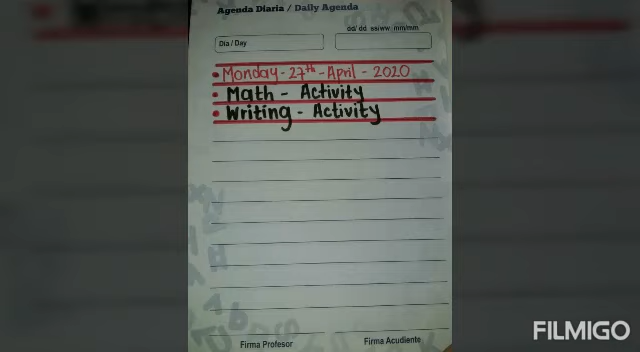 Agenda Diaria / Daily Agenda
Dia / Day
dd/ dd ss/ww mm/mm
• Monday - 27th - April - 2020
• Math - Activity
• Writing - Activity
Firma Profesor
Firma Acudiente
FILMIGO